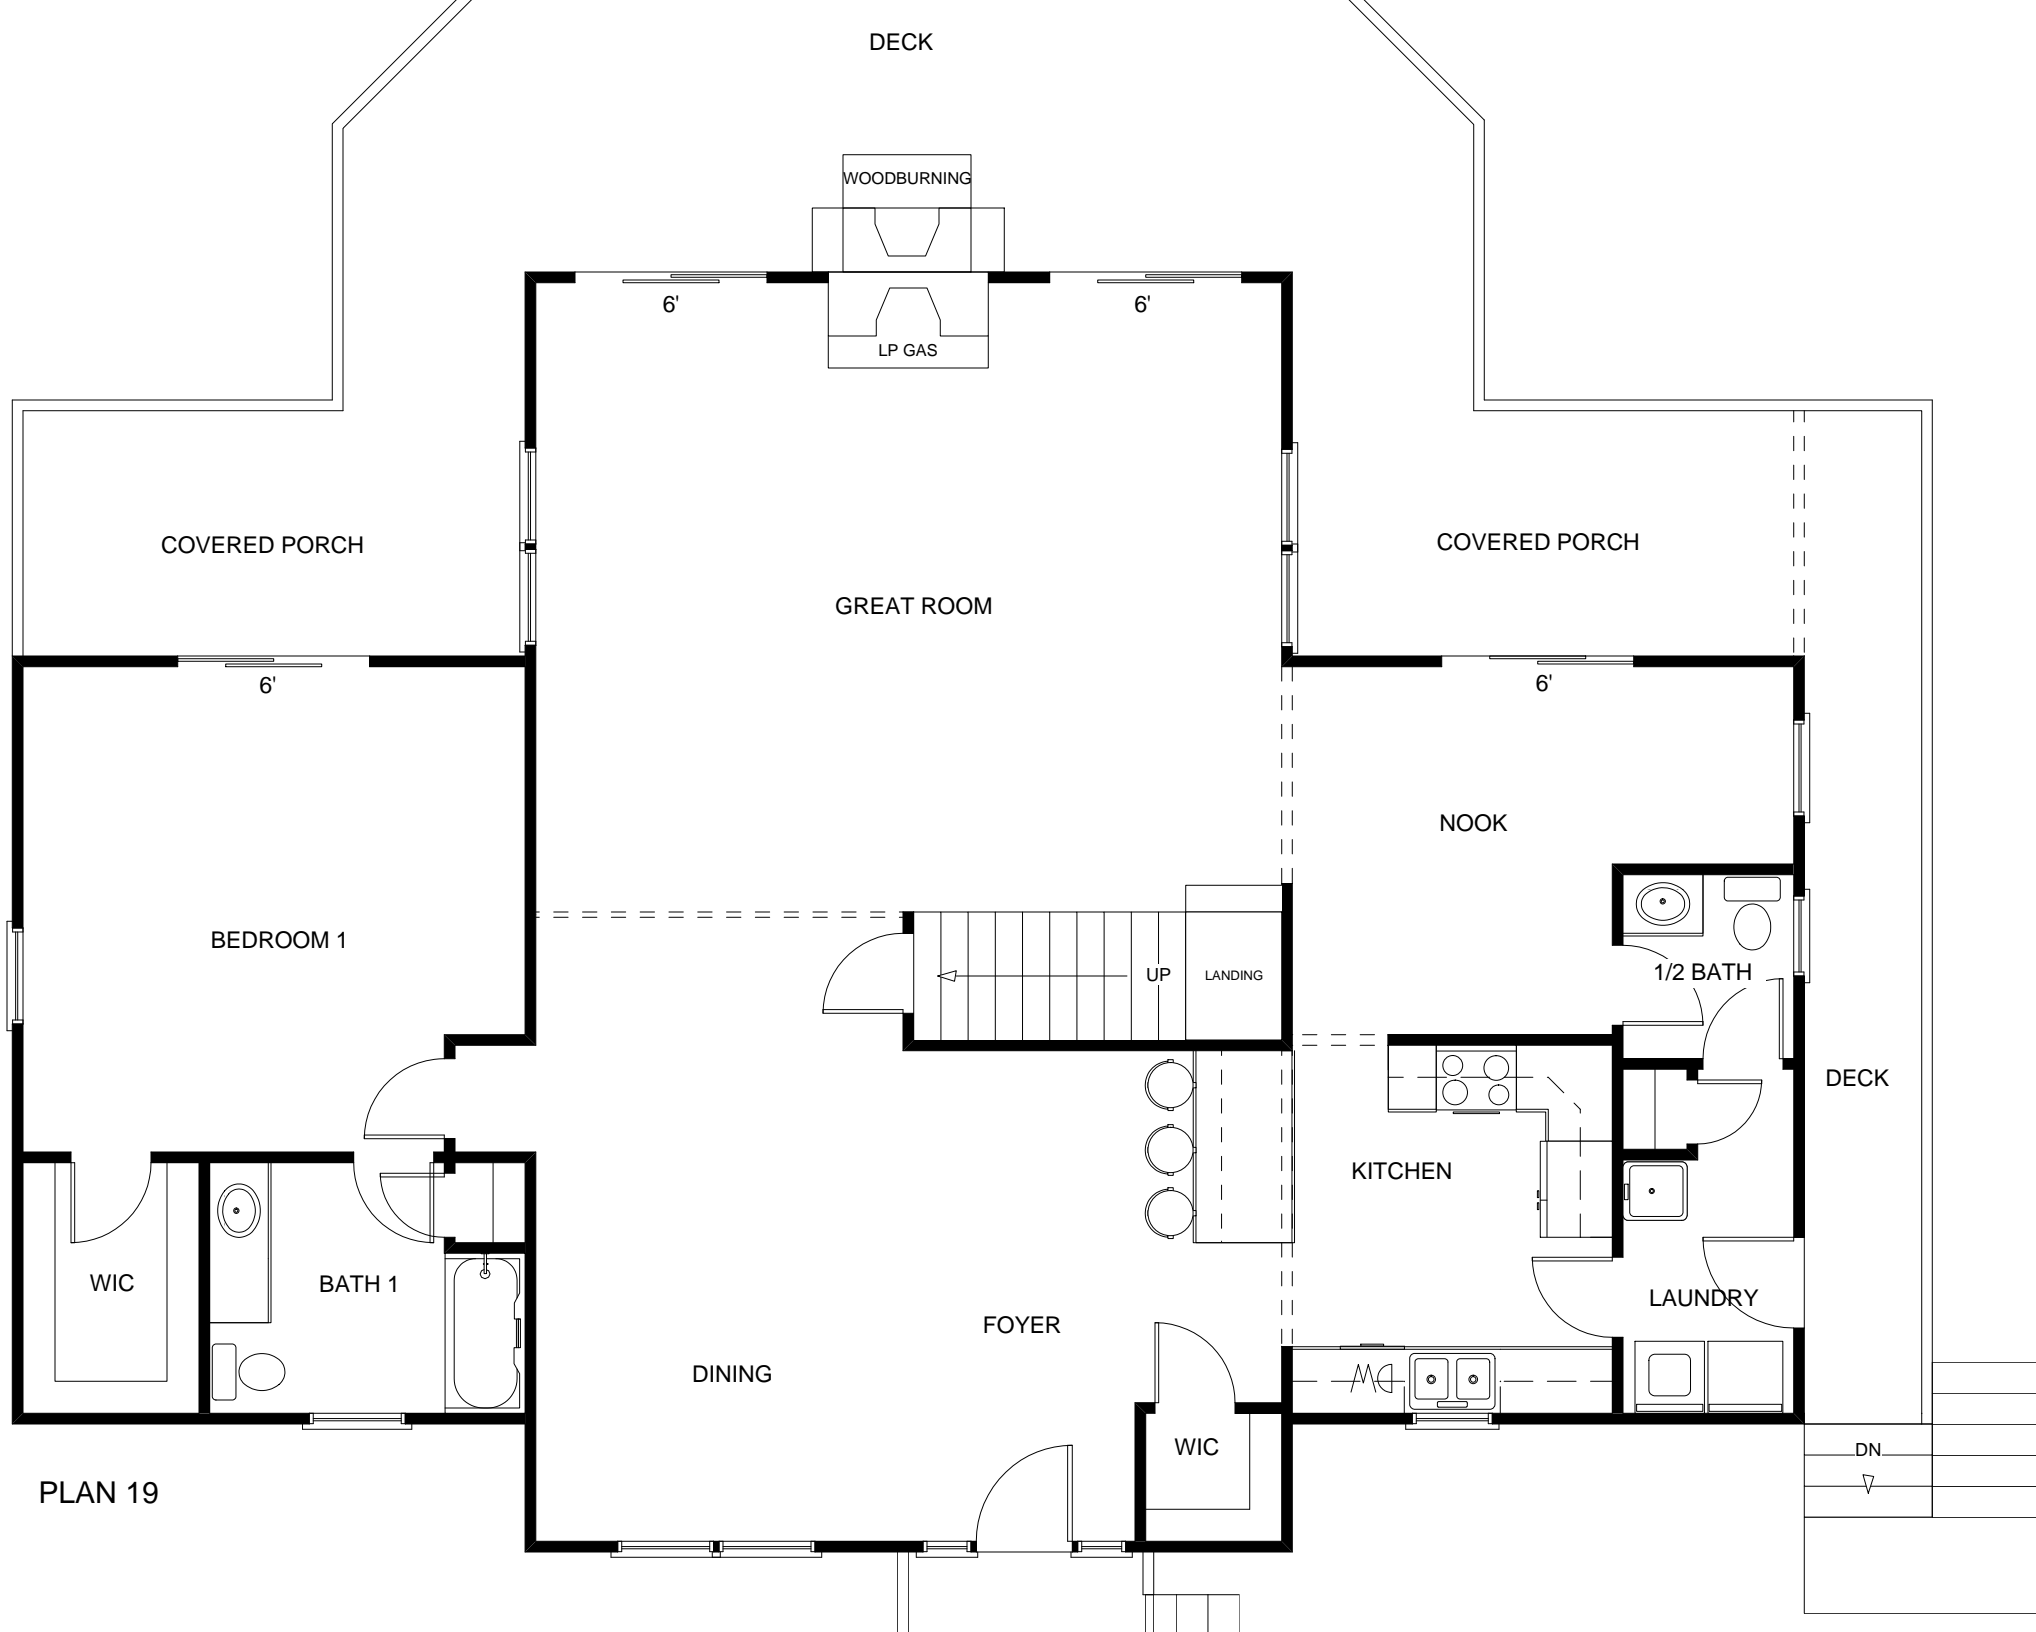 DECK
WOODBURNING
6'
6'
LP GAS
COVERED PORCH
COVERED PORCH
GREAT ROOM
6'
6'
NOOK
BEDROOM 1
1/2 BATH
UP
LANDING
DECK
KITCHEN
WIC
BATH 1
LAUNDRY
FOYER
DINING
DW
WIC
DN
PLAN 19